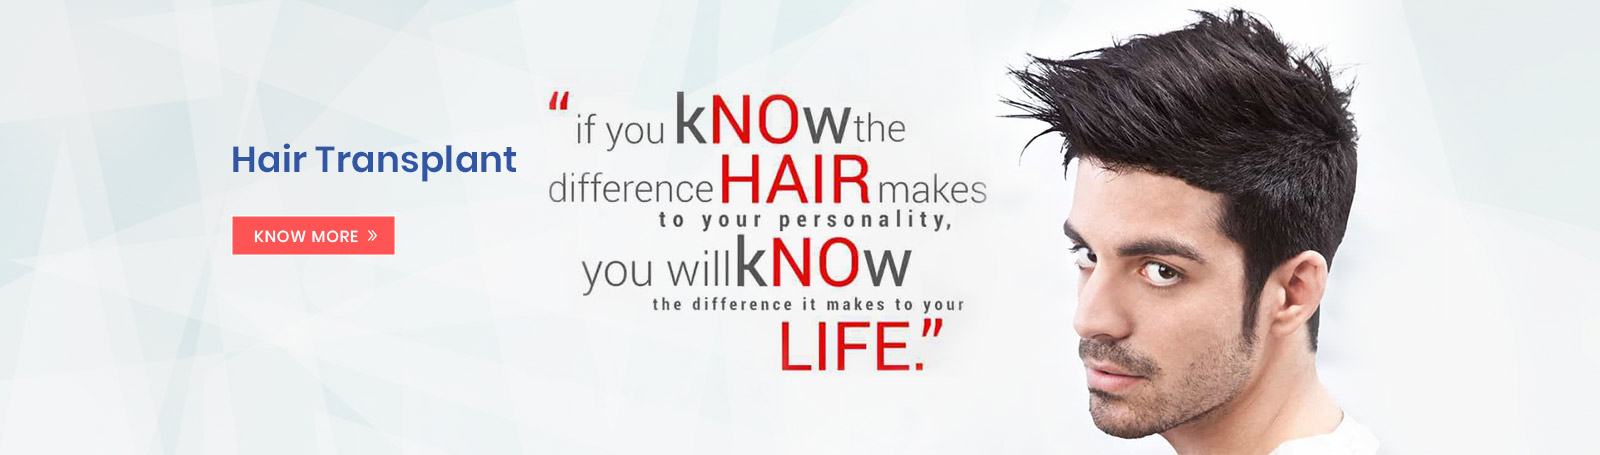 Hair Transplant
KNOW MORE »
“ if you kNOw the
difference HAIR makes
to your personality,
you will kNOw
the difference it makes to your
LIFE.”